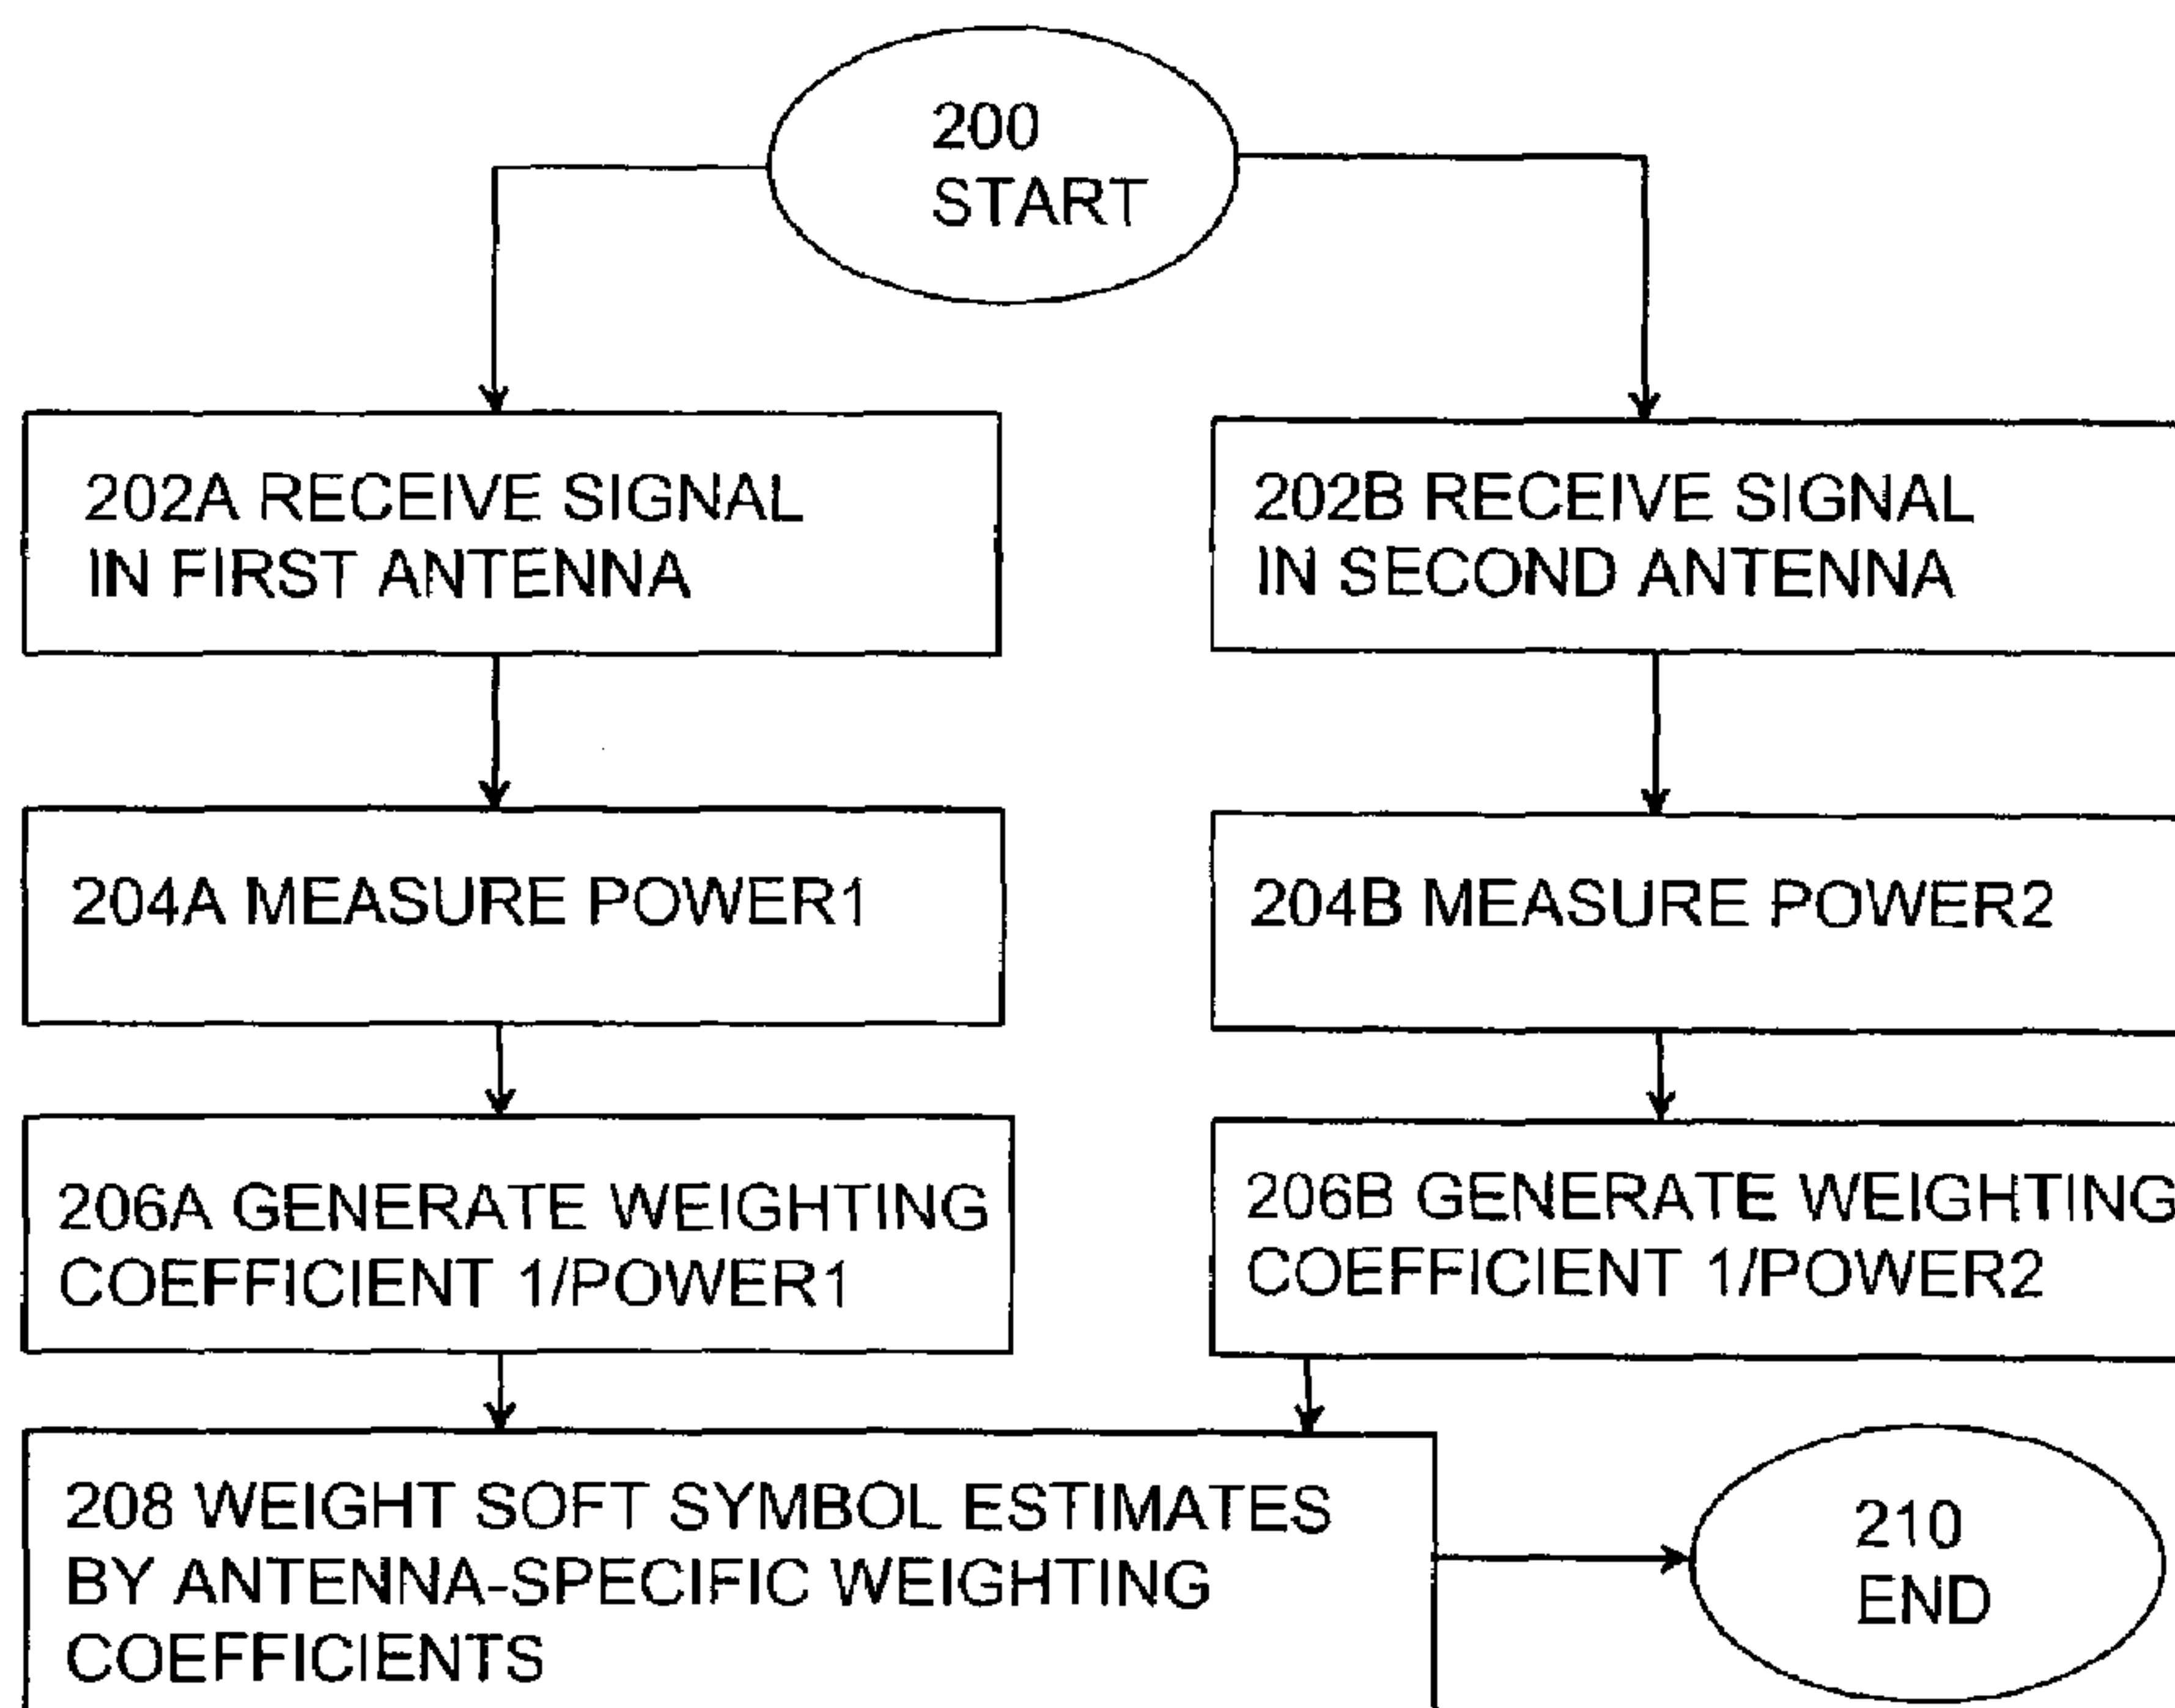 200
START
202A RECEIVE SIGNAL
IN FIRST ANTENNA
202B RECEIVE SIGNAL
IN SECOND ANTENNA
204A MEASURE POWER1
204B MEASURE POWER2
206A GENERATE WEIGHTING
COEFFICIENT 1/POWER1
206B GENERATE WEIGHTING
COEFFICIENT 1/POWER2
208 WEIGHT SOFT SYMBOL ESTIMATES
BY ANTENNA-SPECIFIC WEIGHTING
COEFFICIENTS
210
END